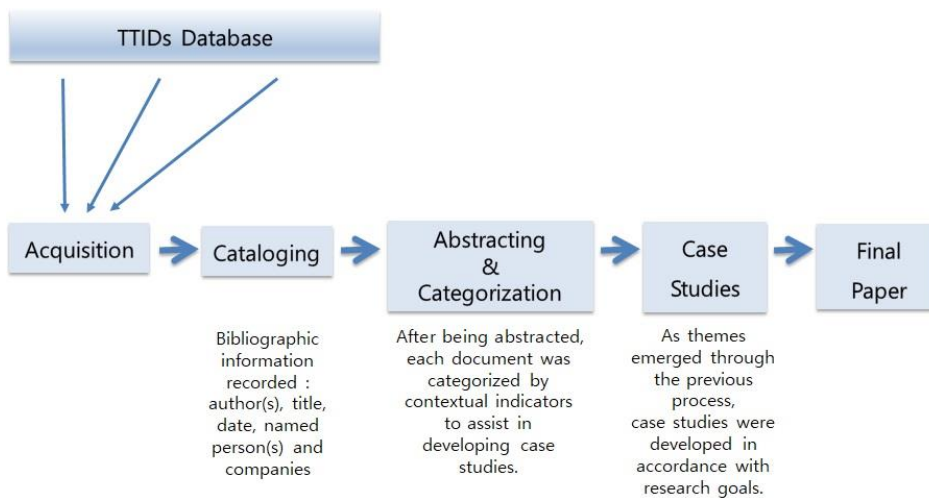 TTIDs Database
Acquisition
Cataloging
Abstracting
&
Categorization
Case
Studies
Final
Paper
Bibliographic
information
recorded :
author(s), title,
date, named
person(s) and
companies
After being abstracted,
each document was
categorized by
contextual indicators
to assist in
developing case
studies.
As themes
emerged through
the previous
process,
case studies were
developed in
accordance with
research goals.